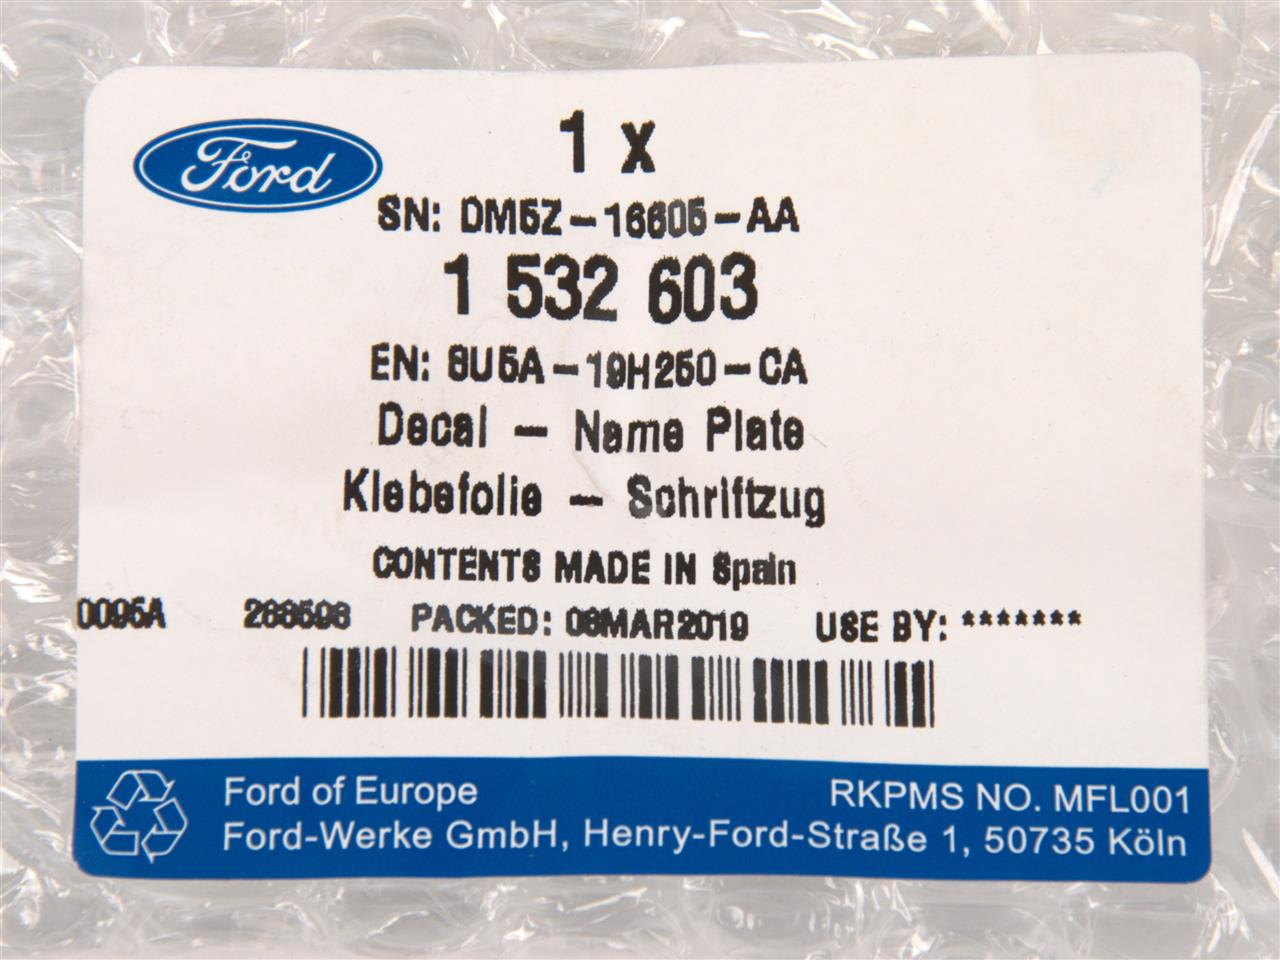 Ford
1 x
SN: DM5Z-16605-AA
1 532 603
EN: 8U5A-19H250-CA
Decal - Name Plate
Klebefolie - Schriftzug
CONTENTS MADE IN Spain
0095A 288598 PACKED: 08MAR2019 USE BY: *******
Ford of Europe RKPMS NO. MFL001
Ford-Werke GmbH, Henry-Ford-Straße 1, 50735 Köln